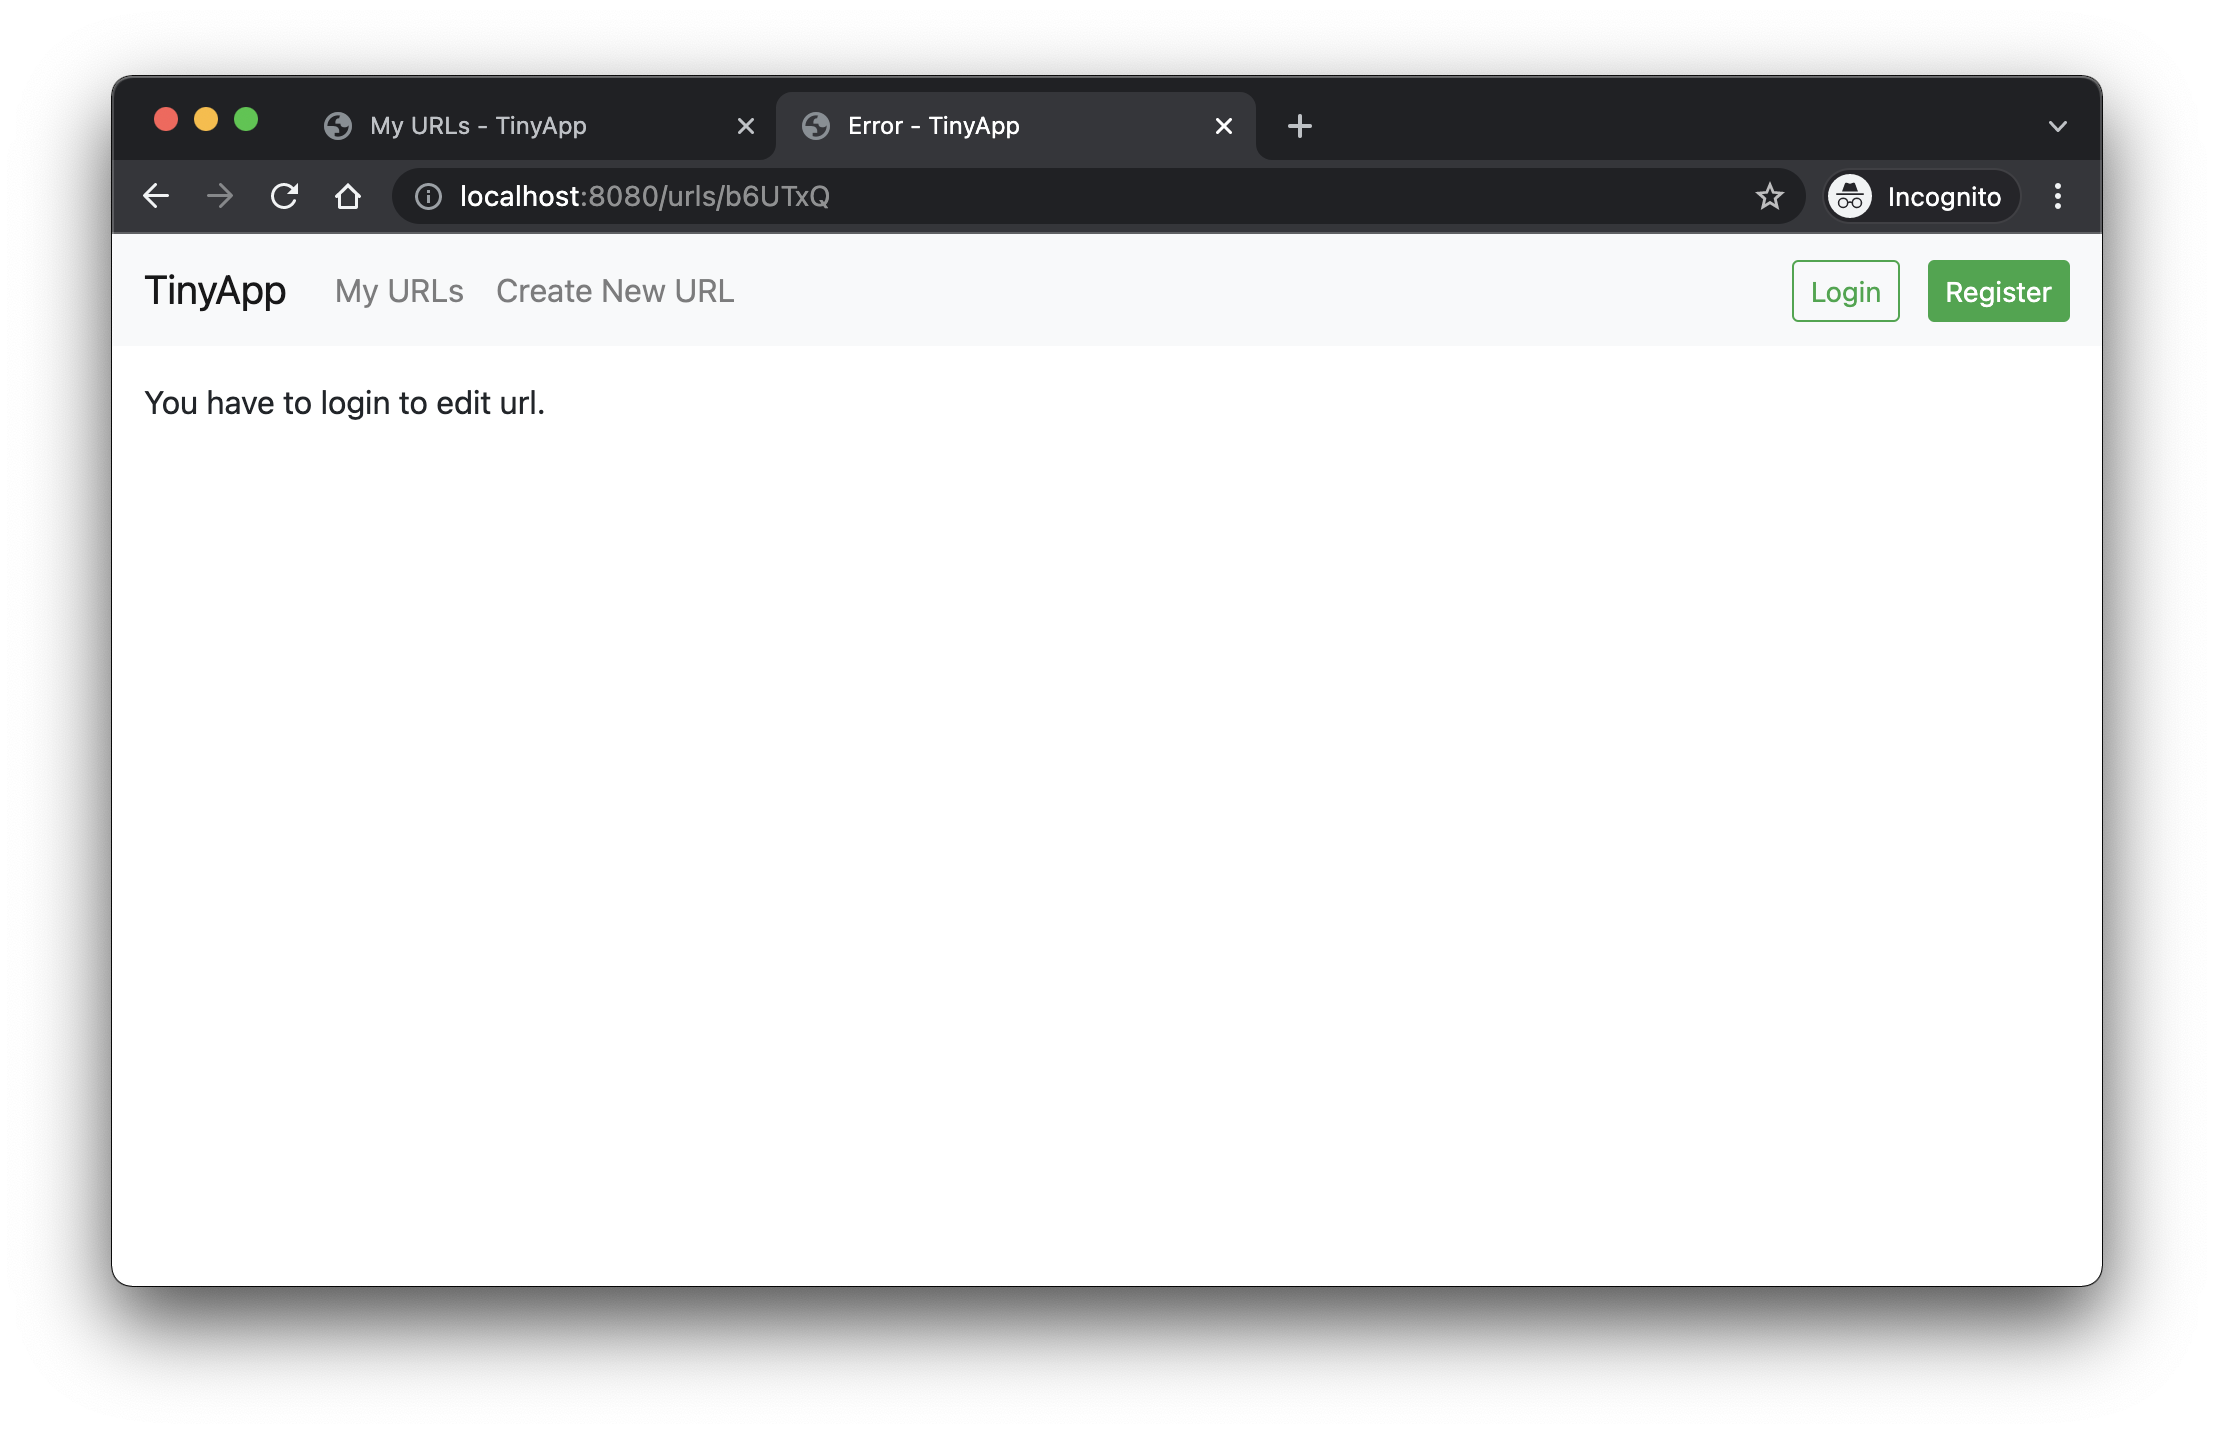 My URLs - TinyApp
Error - TinyApp
localhost:8080/urls/b6UTxQ
Incognito
TinyApp
My URLs
Create New URL
Login
Register
You have to login to edit url.